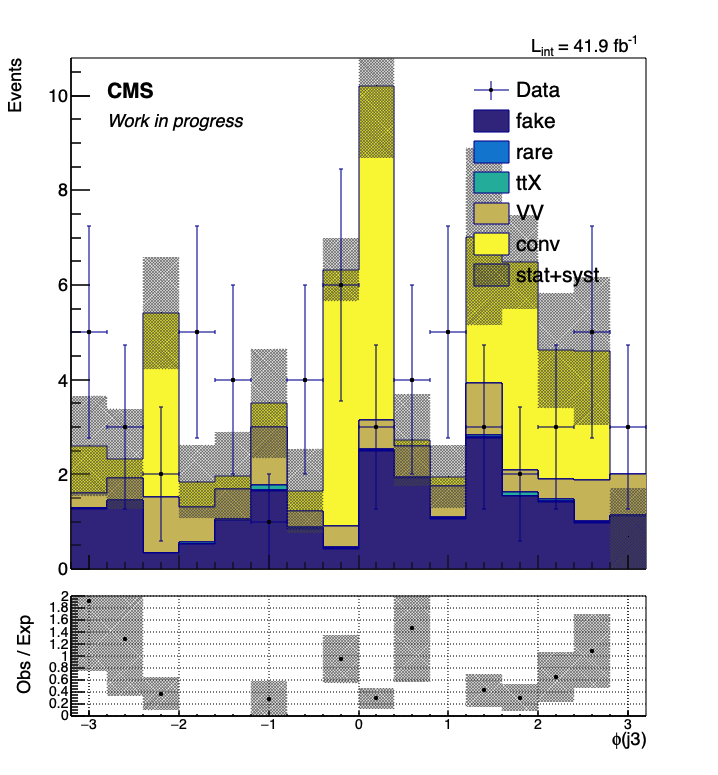 L_int = 41.9 fb^-1
Events
CMS
Work in progress
Data
fake
rare
ttX
VV
conv
stat+syst
10
8
6
4
2
0
Obs / Exp
2
1.8
1.6
1.4
1.2
1
0.8
0.6
0.4
0.2
0
−3
−2
−1
0
1
2
3
ϕ(j3)